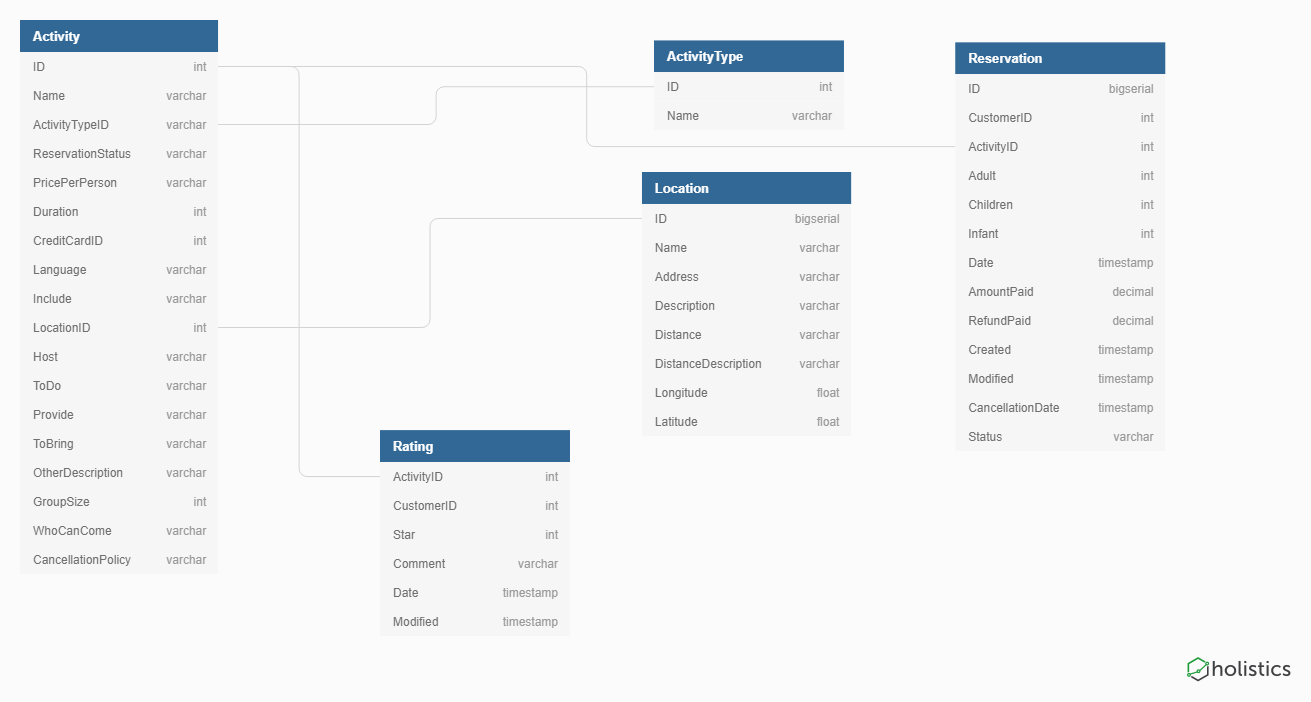 Activity
ID int
Name varchar
ActivityTypeID varchar
ReservationStatus varchar
PricePerPerson varchar
Duration int
CreditCardID int
Language varchar
Include varchar
LocationID int
Host varchar
ToDo varchar
Provide varchar
ToBring varchar
OtherDescription varchar
GroupSize int
WhoCanCome varchar
CancellationPolicy varchar
Rating
ActivityID int
CustomerID int
Star int
Comment varchar
Date timestamp
Modified timestamp
ActivityType
ID int
Name varchar
Location
ID bigserial
Name varchar
Address varchar
Description varchar
Distance varchar
DistanceDescription varchar
Longitude float
Latitude float
Reservation
ID bigserial
CustomerID int
ActivityID int
Adult int
Children int
Infant int
Date timestamp
AmountPaid decimal
RefundPaid decimal
Created timestamp
Modified timestamp
CancellationDate timestamp
Status varchar
holistics